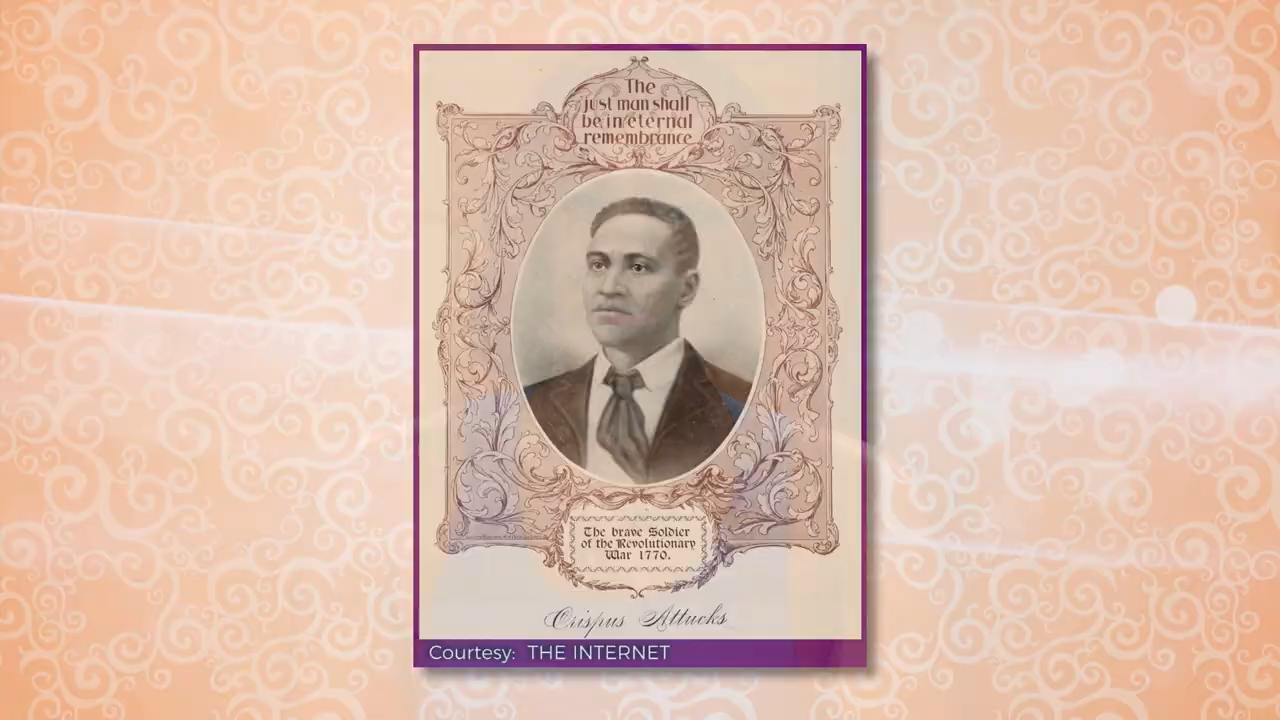 The
just man shall
be in eternal
remembrance
The brave Soldier
of the Revolutionary
War 1770.
Crispus Attucks
Courtesy: THE INTERNET